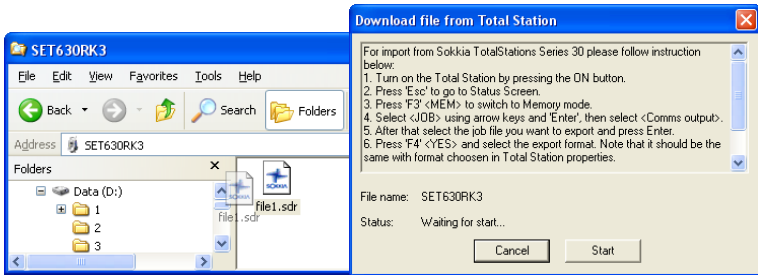 SET630RK3
File Edit View Favorites Tools Help
Back Search Folders
Address SET630RK3
Folders
Data (D:)
1
2
3
SOKKIA
file1.sdr
SOKKIA
file1.sdr
Download file from Total Station
For import from Sokkia TotalStations Series 30 please follow instruction
below:
1. Turn on the Total Station by pressing the ON button.
2. Press 'Esc' to go to Status Screen.
3. Press 'F3' <MEM> to switch to Memory mode.
4. Select <JOB> using arrow keys and 'Enter', then select <Comms output>.
5. After that select the job file you want to export and press Enter.
6. Press 'F4' <YES> and select the export format. Note that it should be the
same with format choosen in Total Station properties.
File name: SET630RK3
Status: Waiting for start...
Cancel Start